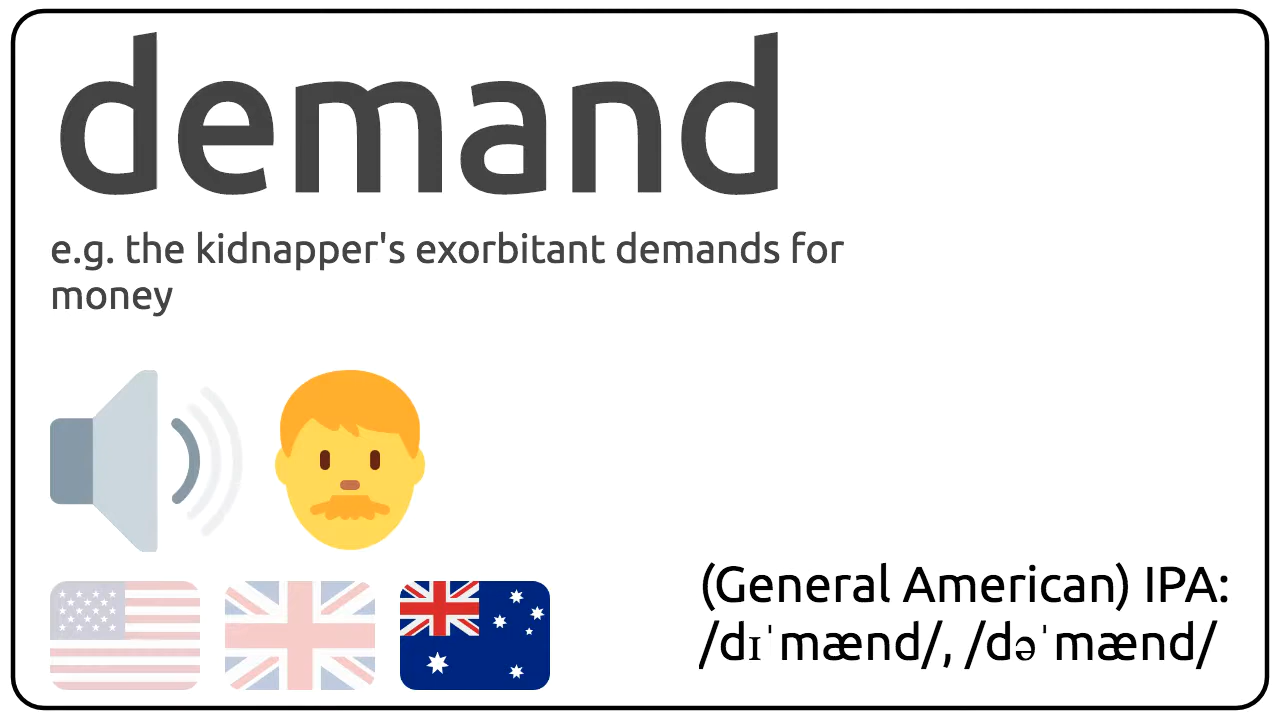 demand
e.g. the kidnapper's exorbitant demands for
money
(General American) IPA:
/dɪˈmænd/, /dəˈmænd/